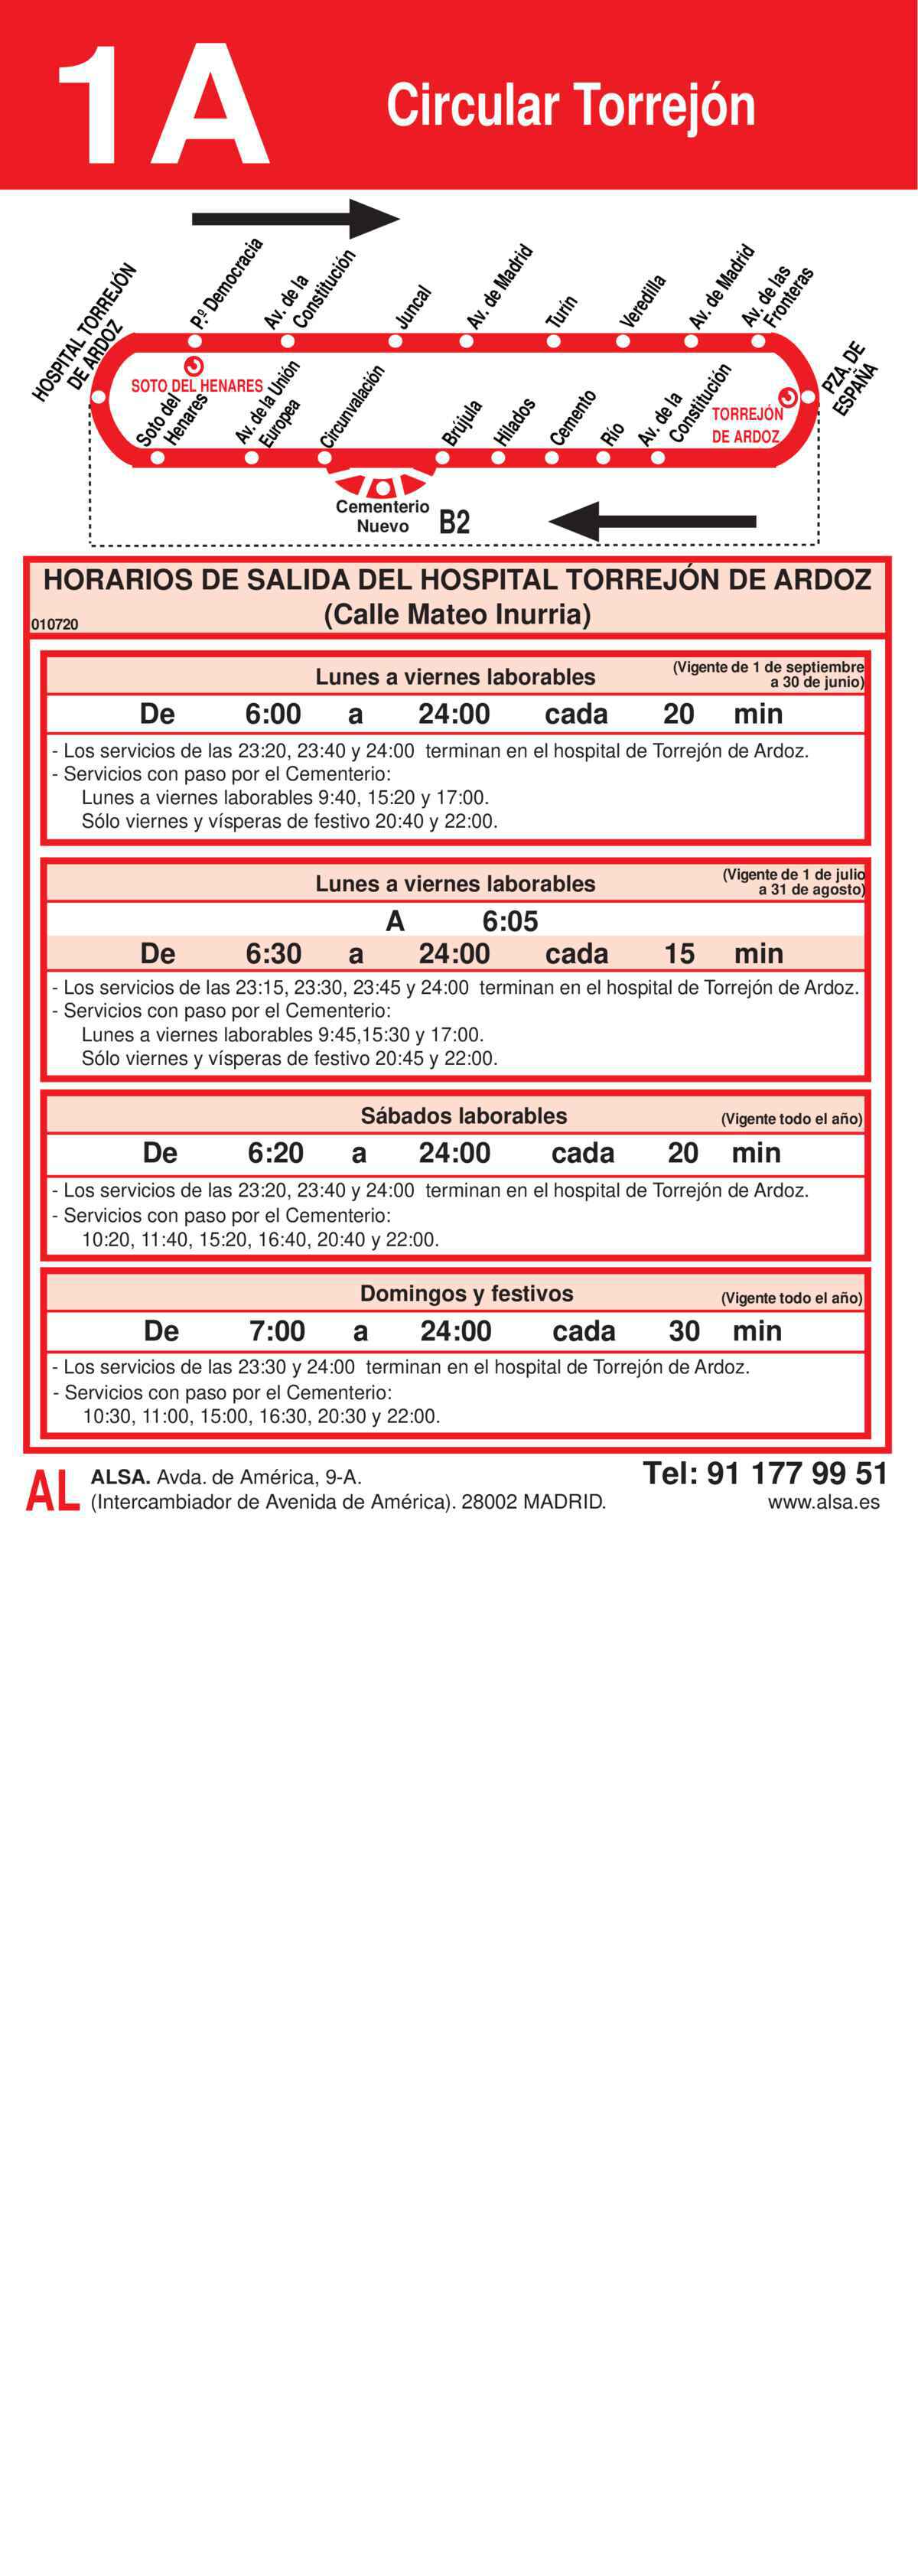 1A
Circular Torrejón
HOSPITAL TORREJÓN
DE ARDOZ
P.º Democracia
Av. de la
Constitución
Juncal
Av. de Madrid
Turín
Veredilla
Av. de Madrid
Av. de las
Fronteras
PZA. DE
ESPAÑA
SOTO DEL HENARES
TORREJÓN
DE ARDOZ
Soto del
Henares
Av. de la Unión
Europea
Circunvalación
Brújula
Hilados
Cemento
Río
Av. de la
Constitución
Cementerio
Nuevo
B2
HORARIOS DE SALIDA DEL HOSPITAL TORREJÓN DE ARDOZ
(Calle Mateo Inurria)
010720
Lunes a viernes laborables
(Vigente de 1 de septiembre
a 30 de junio)
De 6:00 a 24:00 cada 20 min
- Los servicios de las 23:20, 23:40 y 24:00 terminan en el hospital de Torrejón de Ardoz.
- Servicios con paso por el Cementerio:
Lunes a viernes laborables 9:40, 15:20 y 17:00.
Sólo viernes y vísperas de festivo 20:40 y 22:00.
Lunes a viernes laborables
(Vigente de 1 de julio
a 31 de agosto)
A 6:05
De 6:30 a 24:00 cada 15 min
- Los servicios de las 23:15, 23:30, 23:45 y 24:00 terminan en el hospital de Torrejón de Ardoz.
- Servicios con paso por el Cementerio:
Lunes a viernes laborables 9:45,15:30 y 17:00.
Sólo viernes y vísperas de festivo 20:45 y 22:00.
Sábados laborables
(Vigente todo el año)
De 6:20 a 24:00 cada 20 min
- Los servicios de las 23:20, 23:40 y 24:00 terminan en el hospital de Torrejón de Ardoz.
- Servicios con paso por el Cementerio:
10:20, 11:40, 15:20, 16:40, 20:40 y 22:00.
Domingos y festivos
(Vigente todo el año)
De 7:00 a 24:00 cada 30 min
- Los servicios de las 23:30 y 24:00 terminan en el hospital de Torrejón de Ardoz.
- Servicios con paso por el Cementerio:
10:30, 11:00, 15:00, 16:30, 20:30 y 22:00.
AL
ALSA. Avda. de América, 9-A.
(Intercambiador de Avenida de América). 28002 MADRID.
Tel: 91 177 99 51
www.alsa.es